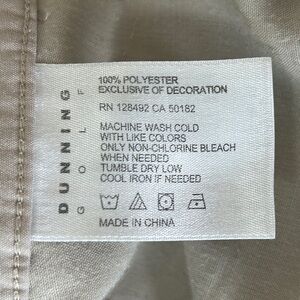 DUNNING
GOLF
100% POLYESTER
EXCLUSIVE OF DECORATION
RN 128492 CA 50182
MACHINE WASH COLD
WITH LIKE COLORS
ONLY NON-CHLORINE BLEACH
WHEN NEEDED
TUMBLE DRY LOW
COOL IRON IF NEEDED
MADE IN CHINA